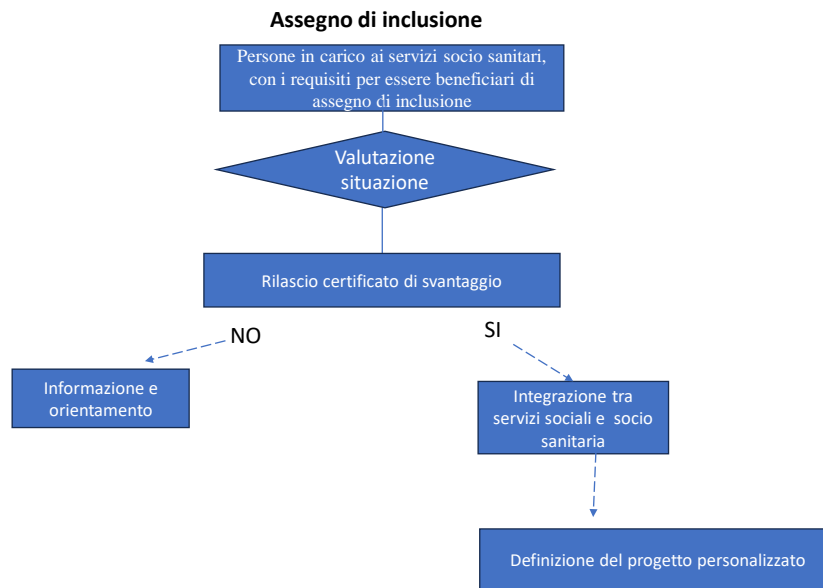 Assegno di inclusione
Persone in carico ai servizi socio sanitari,
con i requisiti per essere beneficiari di
assegno di inclusione
Valutazione
situazione
Rilascio certificato di svantaggio
NO
SI
Informazione e
orientamento
Integrazione tra
servizi sociali e socio
sanitaria
Definizione del progetto personalizzato